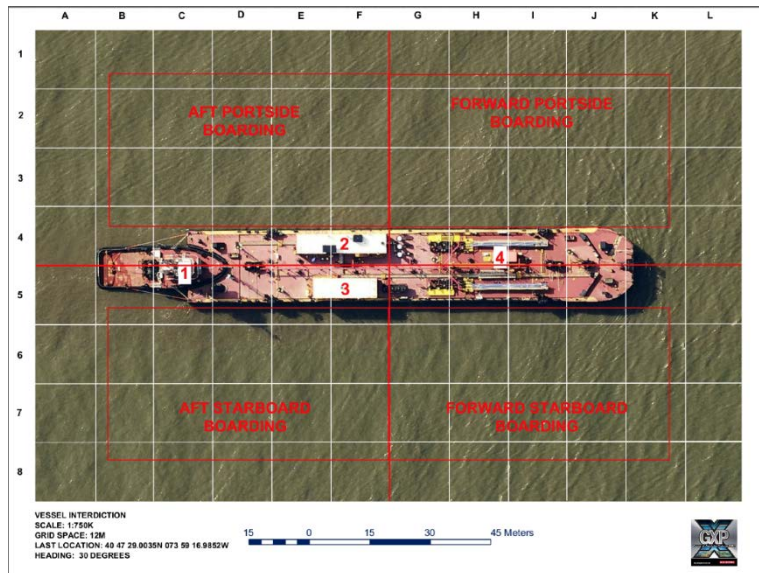 A B C D E F G H I J K L
1
AFT PORTSIDE
BOARDING
FORWARD PORTSIDE
BOARDING
2
3
4
2
4
1
3
5
6
AFT STARBOARD
BOARDING
FORWARD STARBOARD
BOARDING
7
8
VESSEL INTERDICTION
SCALE: 1:750K
GRID SPACE: 12M
LAST LOCATION: 40 47 29.0035N 073 59 16.9852W
HEADING: 30 DEGREES
15 0 15 30 45 Meters
GXP